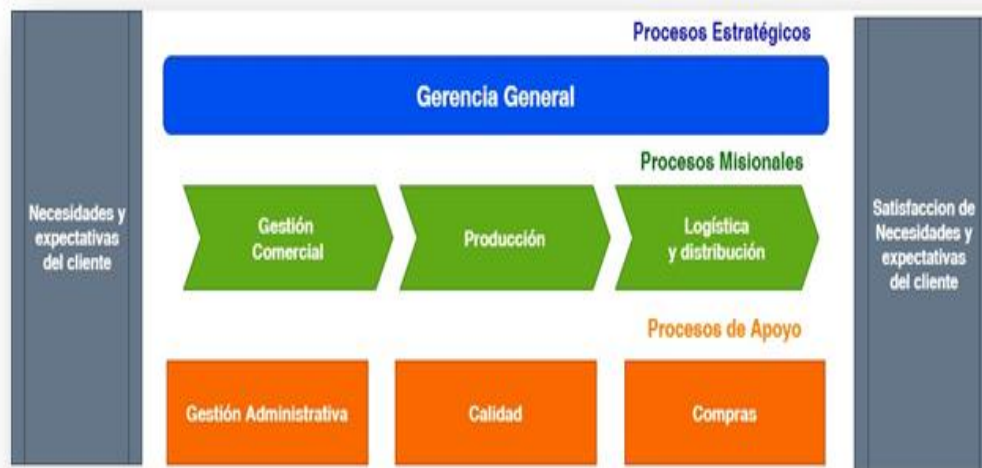 Procesos Estratégicos
Gerencia General
Procesos Misionales
Necesidades y
expectativas
del cliente
Gestión
Comercial
Producción
Logística
y distribución
Satisfaccion de
Necesidades y
expectativas
del cliente
Procesos de Apoyo
Gestión Administrativa
Calidad
Compras